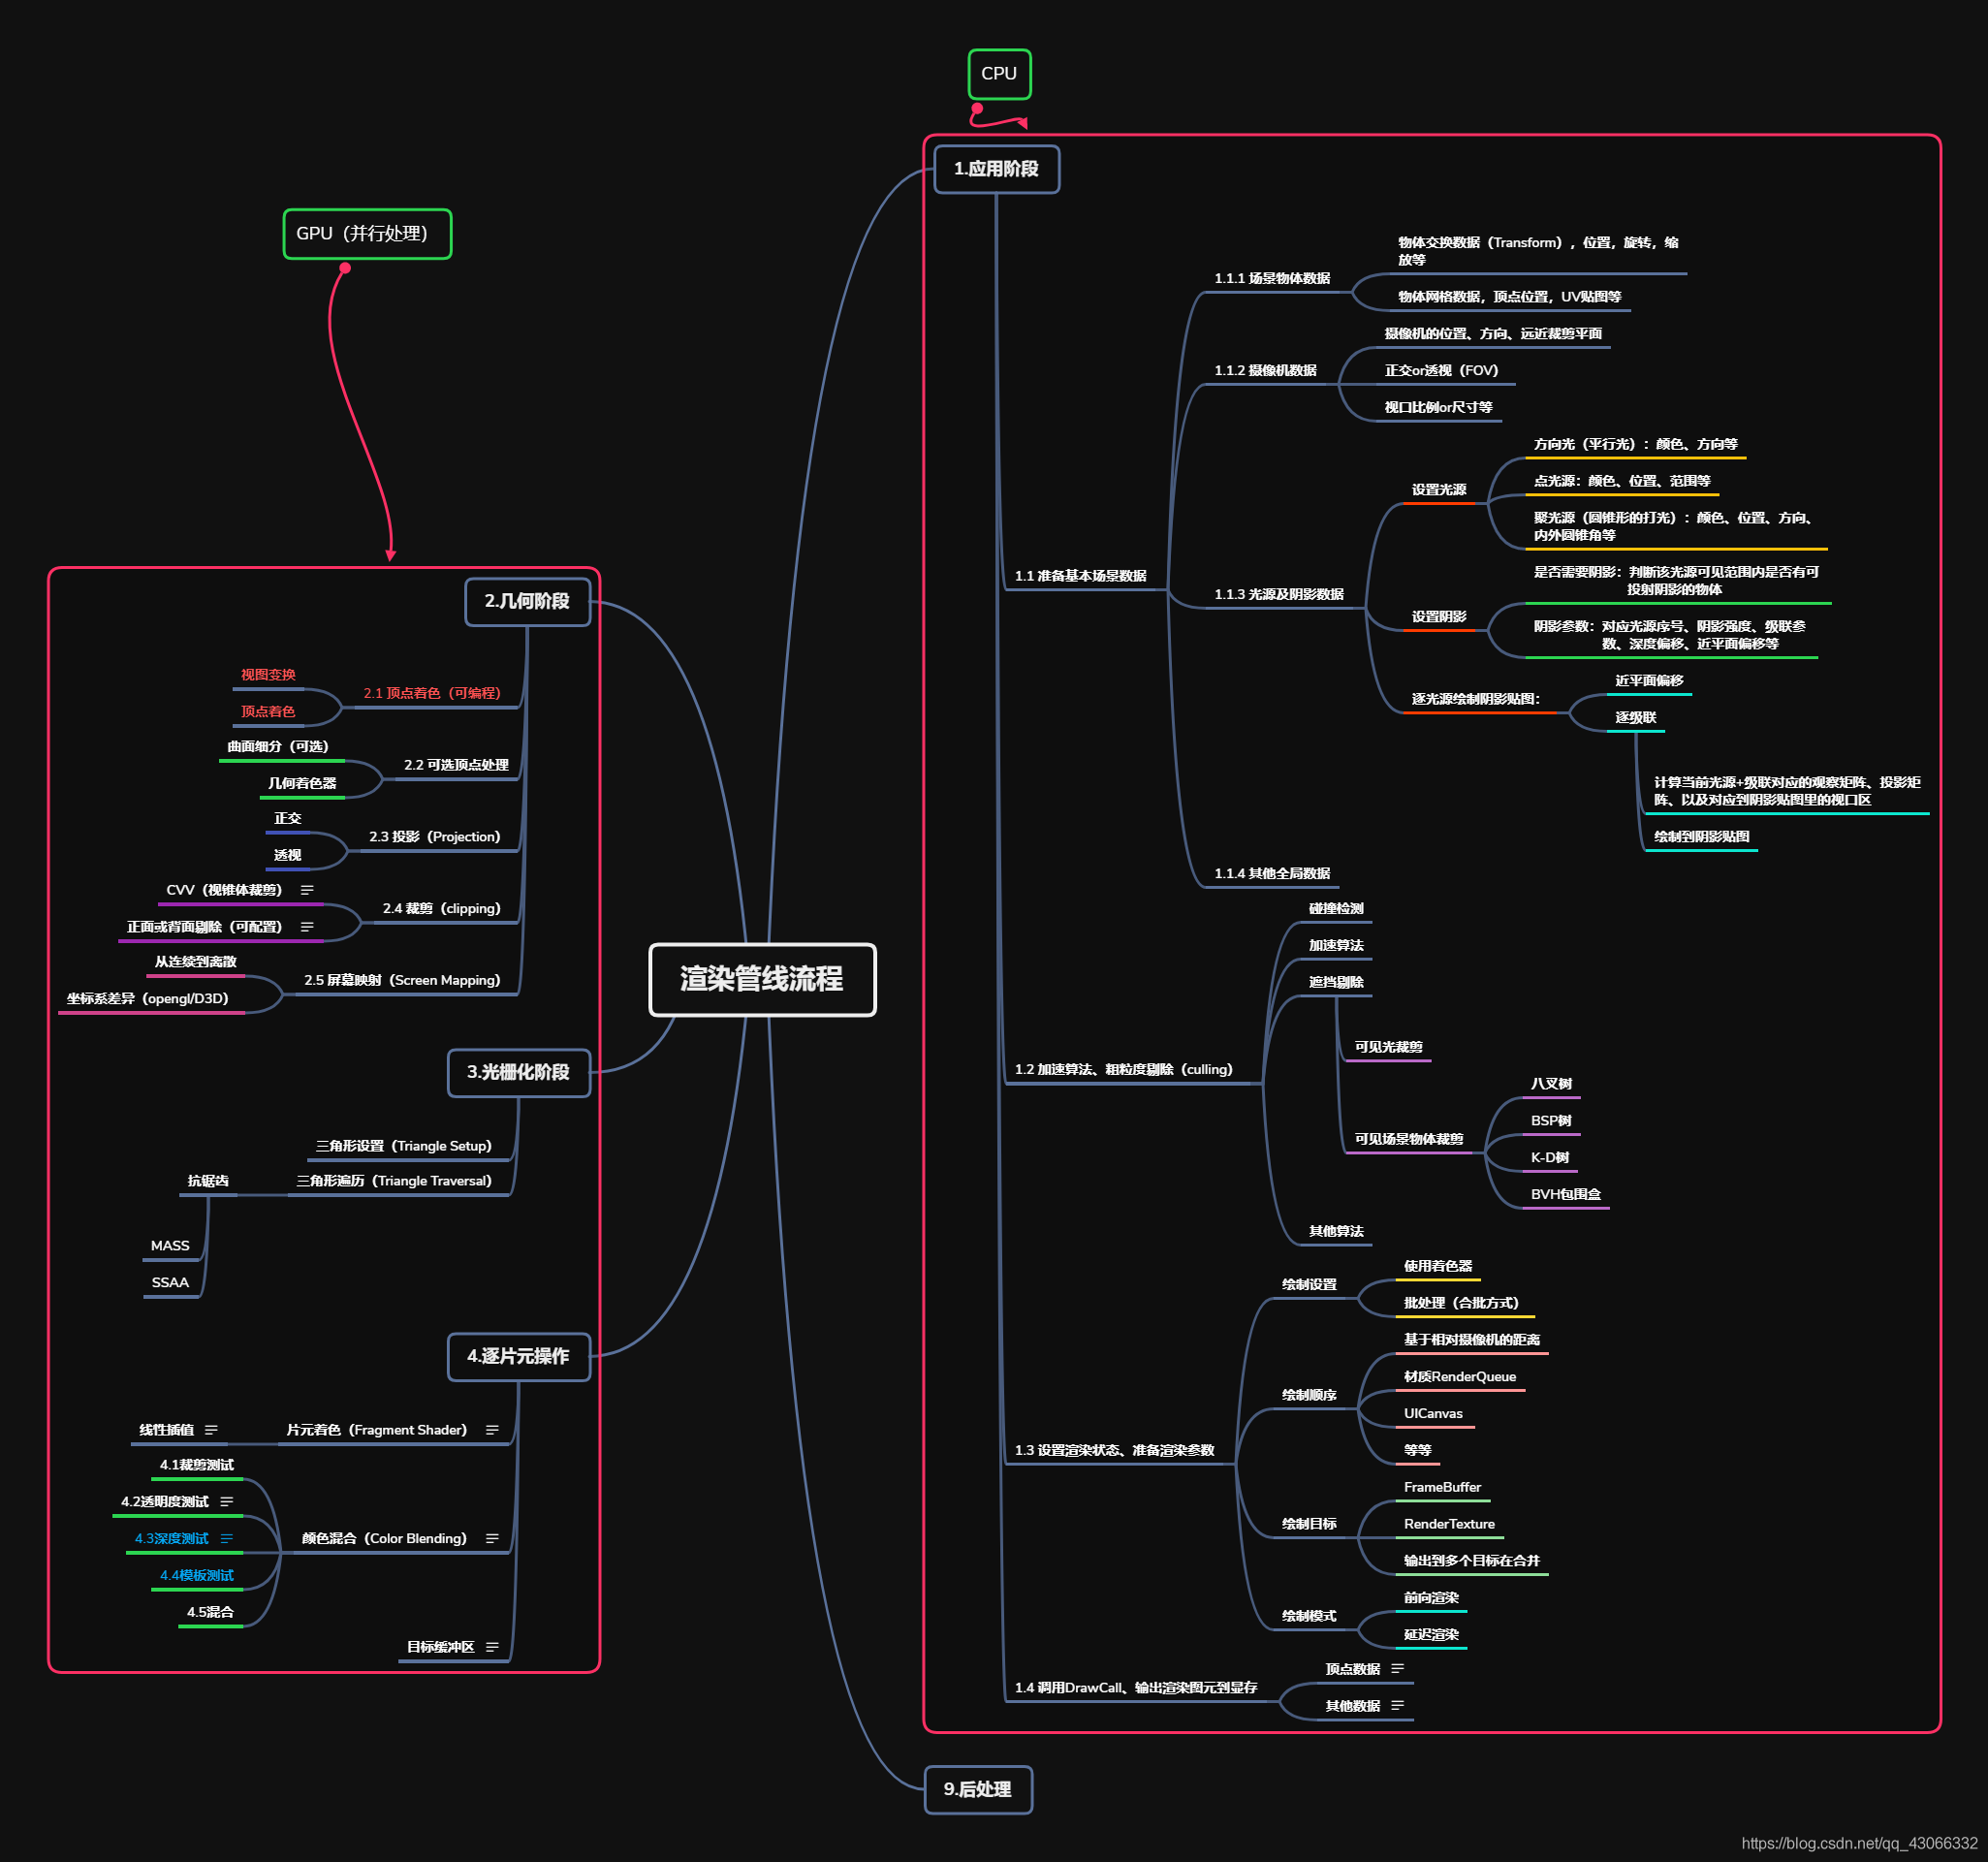 CPU
1.应用阶段
1.1 准备基本场景数据
1.1.1 场景物体数据
物体交换数据（Transform），位置，旋转，缩
放等
物体网格数据，顶点位置，UV贴图等
1.1.2 摄像机数据
摄像机的位置、方向、远近裁剪平面
正交or透视（FOV）
视口比例or尺寸等
1.1.3 光源及阴影数据
设置光源
方向光（平行光）：颜色、方向等
点光源：颜色、位置、范围等
聚光源（圆锥形的打光）：颜色、位置、方向、
内外圆锥角等
设置阴影
是否需要阴影：判断该光源可见范围内是否有可
投射阴影的物体
阴影参数：对应光源序号、阴影强度、级联参
数、深度偏移、近平面偏移等
逐光源绘制阴影贴图：
近平面偏移
逐级联
计算当前光源+级联对应的观察矩阵、投影矩
阵、以及对应到阴影贴图里的视口区
绘制到阴影贴图
1.1.4 其他全局数据
1.2 加速算法、粗粒度剔除（culling）
碰撞检测
加速算法
遮挡剔除
可见光裁剪
可见场景物体裁剪
八叉树
BSP树
K-D树
BVH包围盒
其他算法
1.3 设置渲染状态、准备渲染参数
绘制设置
使用着色器
批处理（合批方式）
绘制顺序
基于相对摄像机的距离
材质RenderQueue
UICanvas
等等
绘制目标
FrameBuffer
RenderTexture
输出到多个目标在合并
绘制模式
前向渲染
延迟渲染
1.4 调用DrawCall、输出渲染图元到显存
顶点数据
其他数据
GPU（并行处理）
2.几何阶段
2.1 顶点着色（可编程）
视图变换
顶点着色
2.2 可选顶点处理
曲面细分（可选）
几何着色器
2.3 投影（Projection）
正交
透视
2.4 裁剪（clipping）
CVV（视锥体裁剪）
正面或背面剔除（可配置）
2.5 屏幕映射（Screen Mapping）
从连续到离散
坐标系差异（opengl/D3D）
渲染管线流程
3.光栅化阶段
三角形设置（Triangle Setup）
三角形遍历（Triangle Traversal）
抗锯齿
MASS
SSAA
4.逐片元操作
片元着色（Fragment Shader）
线性插值
颜色混合（Color Blending）
4.1裁剪测试
4.2透明度测试
4.3深度测试
4.4模板测试
4.5混合
目标缓冲区
9.后处理
https://blog.csdn.net/qq_43066332